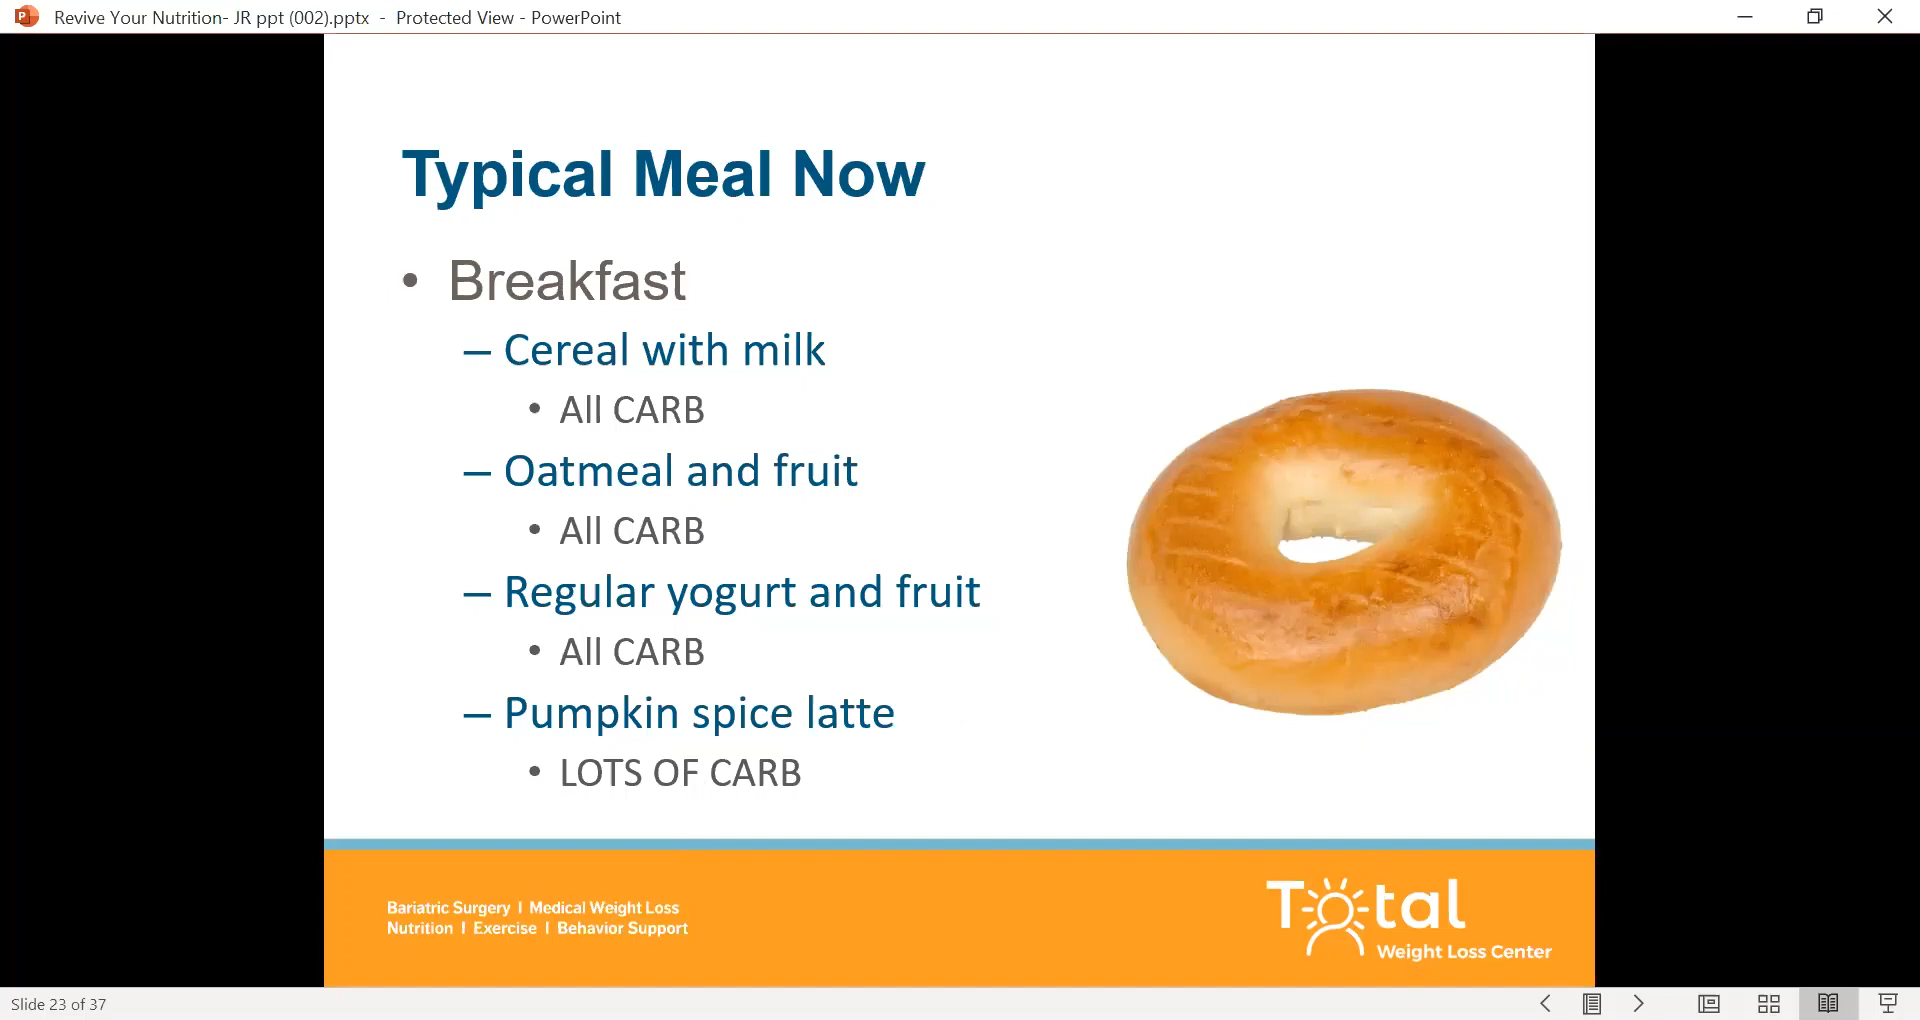 Revive Your Nutrition- JR ppt (002).pptx - Protected View - PowerPoint
Typical Meal Now
• Breakfast
– Cereal with milk
• All CARB
– Oatmeal and fruit
• All CARB
– Regular yogurt and fruit
• All CARB
– Pumpkin spice latte
• LOTS OF CARB
Bariatric Surgery | Medical Weight Loss
Nutrition | Exercise | Behavior Support
Total
Weight Loss Center
Slide 23 of 37